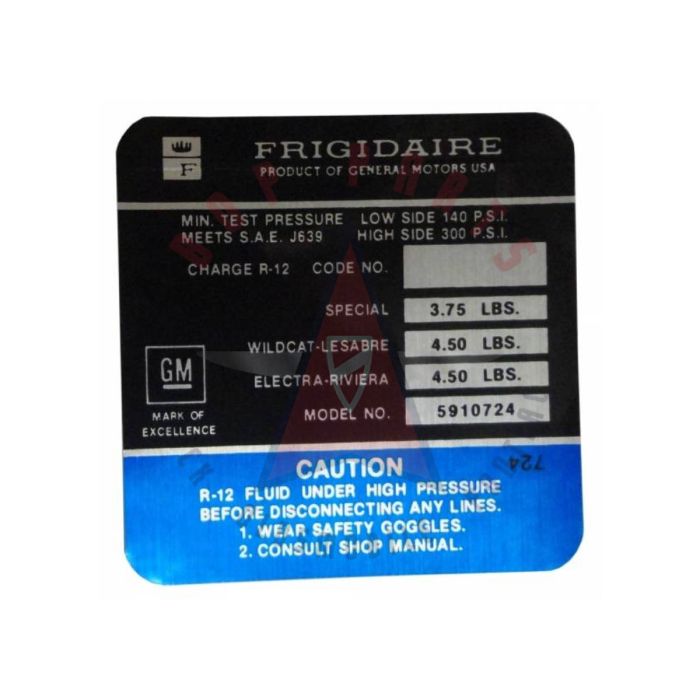 F
FRIGIDAIRE
PRODUCT OF GENERAL MOTORS USA
MIN. TEST PRESSURE LOW SIDE 140 P.S.I.
MEETS S.A.E. J639 HIGH SIDE 300 P.S.I.
CHARGE R-12 CODE NO.
SPECIAL 3.75 LBS.
WILDCAT-LESABRE 4.50 LBS.
ELECTRA-RIVIERA 4.50 LBS.
MODEL NO. 5910724
GM
MARK OF
EXCELLENCE
724
CAUTION
R-12 FLUID UNDER HIGH PRESSURE
BEFORE DISCONNECTING ANY LINES.
1. WEAR SAFETY GOGGLES.
2. CONSULT SHOP MANUAL.
BOP PARTS